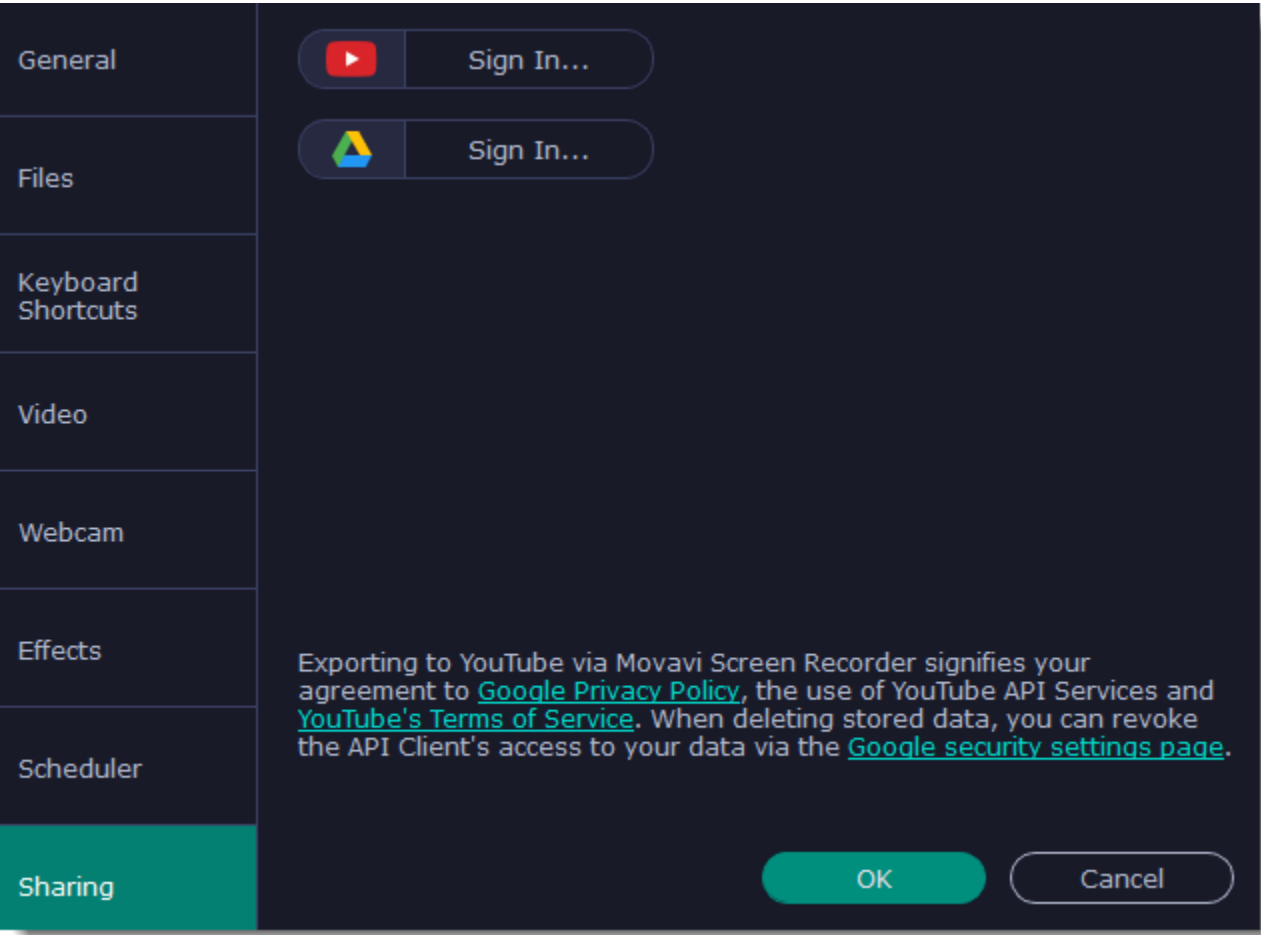 General
Files
Keyboard
Shortcuts
Video
Webcam
Effects
Scheduler
Sharing
Sign In...
Sign In...
Exporting to YouTube via Movavi Screen Recorder signifies your
agreement to Google Privacy Policy, the use of YouTube API Services and
YouTube's Terms of Service. When deleting stored data, you can revoke
the API Client's access to your data via the Google security settings page.
OK
Cancel